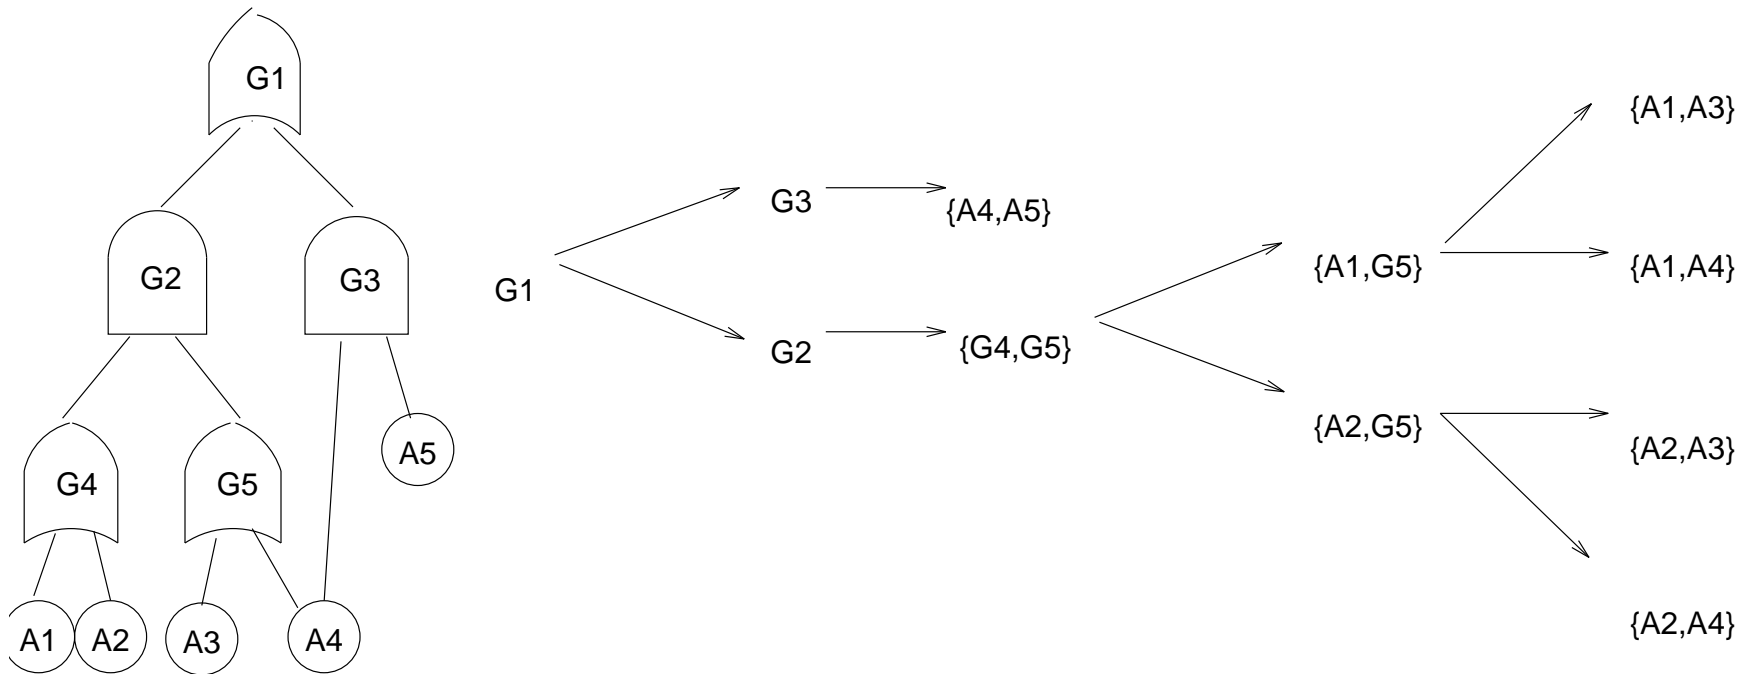 G1
G2
G3
G4
G5
A5
A1
A2
A3
A4
G1
G3
{A4,A5}
G2
{G4,G5}
{A1,G5}
{A2,G5}
{A1,A3}
{A1,A4}
{A2,A3}
{A2,A4}